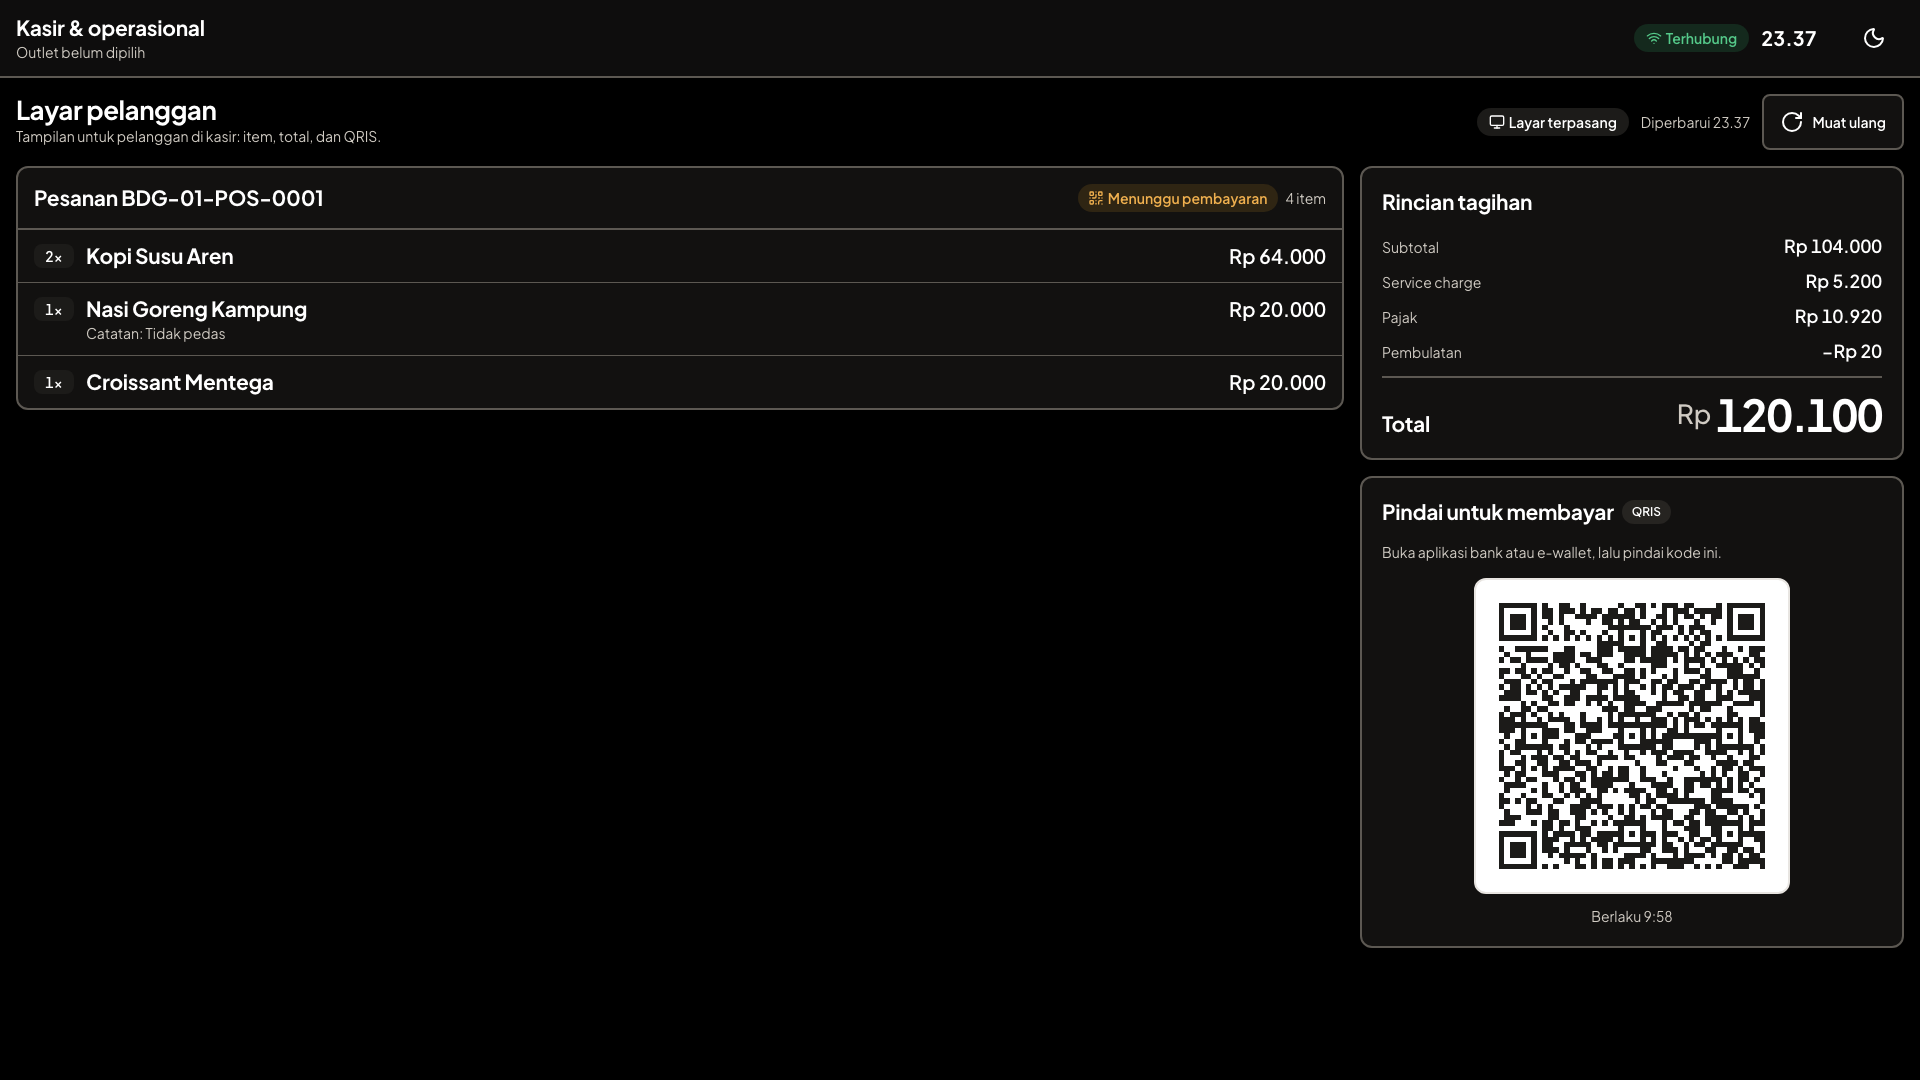 Kasir & operasional
Outlet belum dipilih
Terhubung
23.37
Layar pelanggan
Tampilan untuk pelanggan di kasir: item, total, dan QRIS.
Layar terpasang
Diperbarui 23.37
Muat ulang
Pesanan BDG-01-POS-0001
Menunggu pembayaran
4 item
2× Kopi Susu Aren Rp 64.000
1× Nasi Goreng Kampung Rp 20.000
Catatan: Tidak pedas
1× Croissant Mentega Rp 20.000
Rincian tagihan
Subtotal Rp 104.000
Service charge Rp 5.200
Pajak Rp 10.920
Pembulatan −Rp 20
Total Rp 120.100
Pindai untuk membayar QRIS
Buka aplikasi bank atau e-wallet, lalu pindai kode ini.
Berlaku 9:58